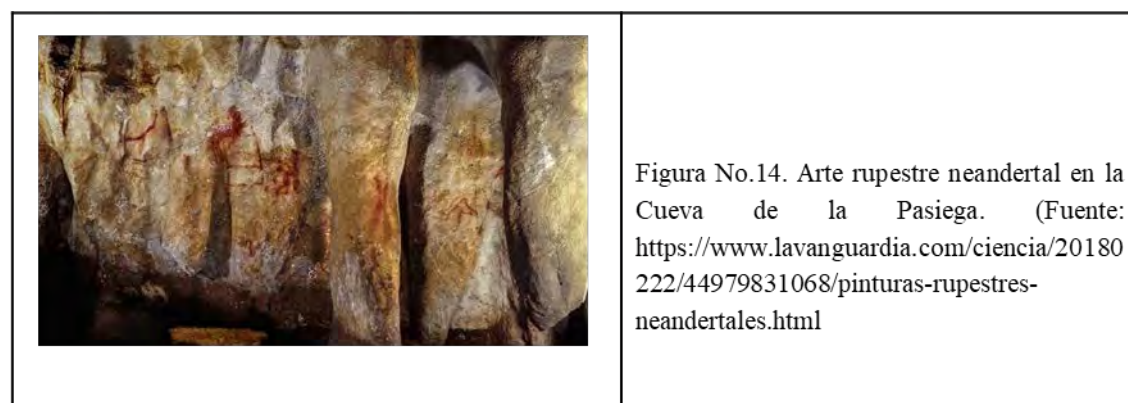 Figura No.14. Arte rupestre neandertal en la
Cueva de la Pasiega. (Fuente:
https://www.lavanguardia.com/ciencia/20180
222/44979831068/pinturas-rupestres-
neandertales.html